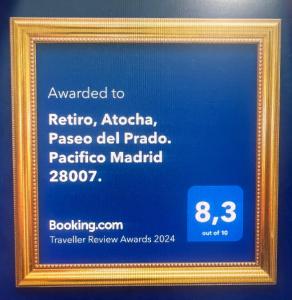 Awarded to
Retiro, Atocha,
Paseo del Prado.
Pacifico Madrid
28007.
8,3
out of 10
Booking.com
Traveller Review Awards 2024